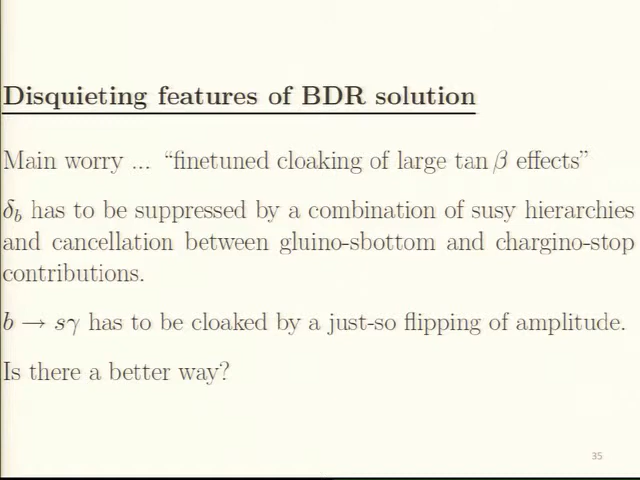 Disquieting features of BDR solution
Main worry ... “finetuned cloaking of large tan β effects”
δ_b has to be suppressed by a combination of susy hierarchies
and cancellation between gluino-sbottom and chargino-stop
contributions.
b → sγ has to be cloaked by a just-so flipping of amplitude.
Is there a better way?
35